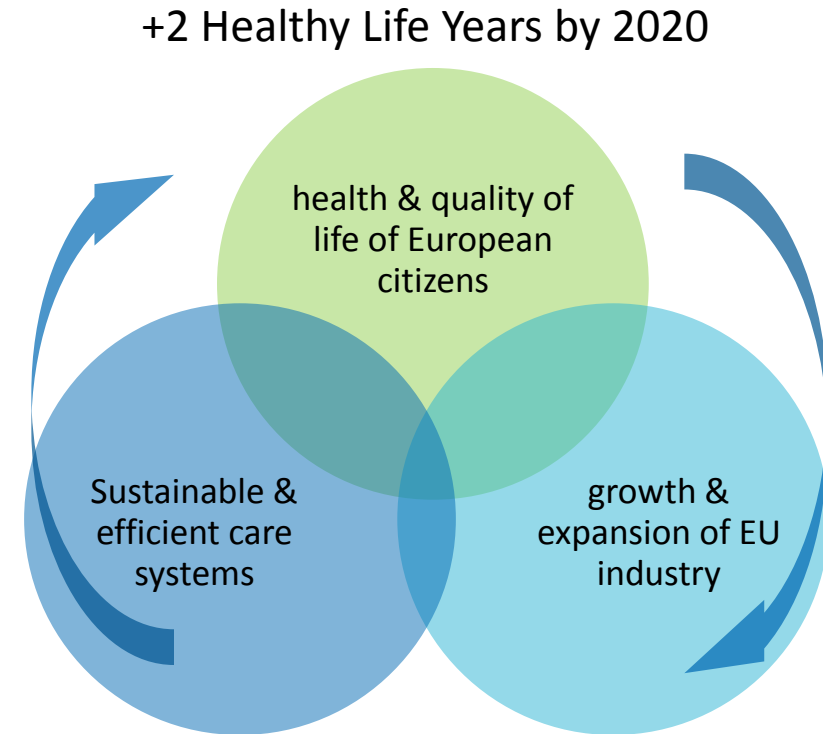 +2 Healthy Life Years by 2020
health & quality of
life of European
citizens
Sustainable &
efficient care
systems
growth &
expansion of EU
industry